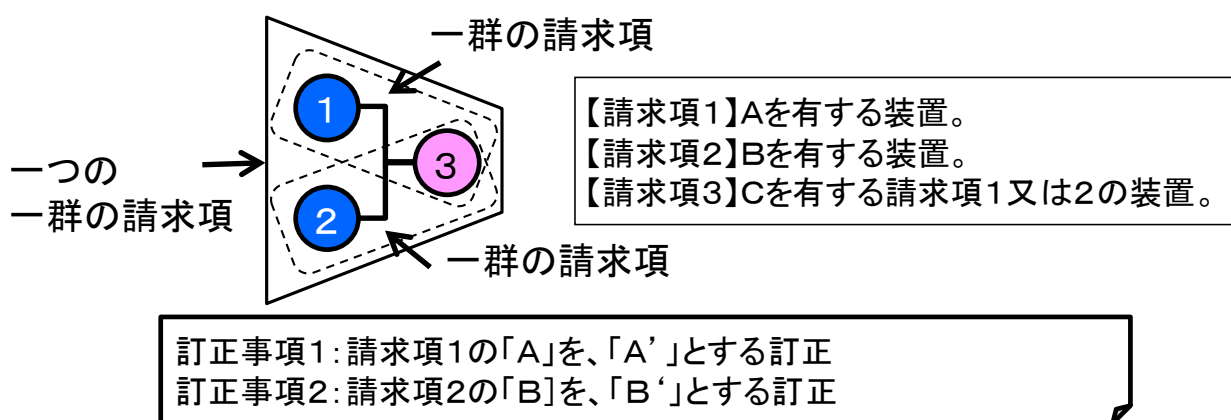 一群の請求項
1
2
3
一つの
一群の請求項
一群の請求項
【請求項1】Aを有する装置。
【請求項2】Bを有する装置。
【請求項3】Cを有する請求項1又は2の装置。
訂正事項1:請求項1の「A」を、「A’」とする訂正
訂正事項2:請求項2の「B]を、「B‘」とする訂正